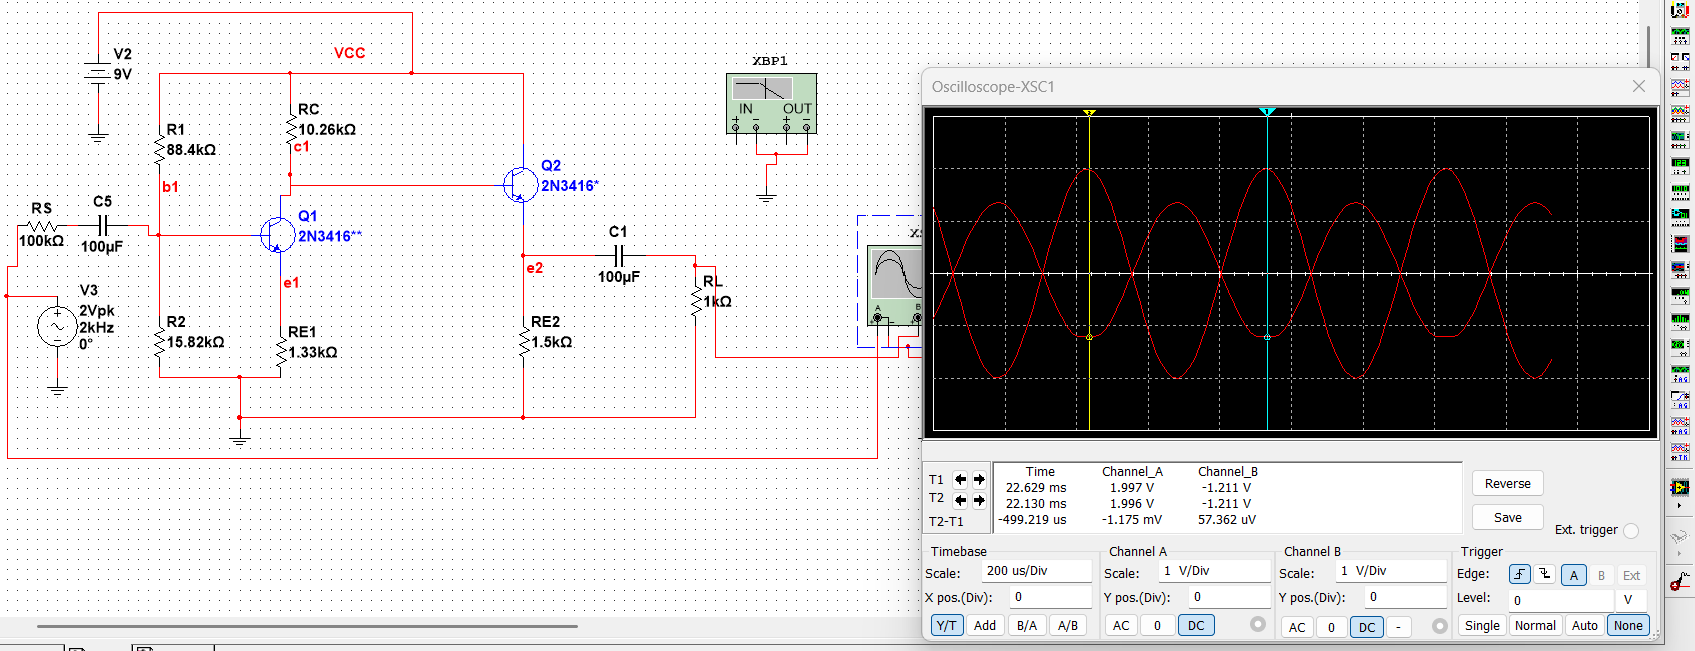 V2
9V
VCC
XBP1
IN OUT
+ − + −
Oscilloscope-XSC1
RC
10.26kΩ
c1
R1
88.4kΩ
b1
Q2
2N3416*
RS
100kΩ
C5
100µF
Q1
2N3416**
e1
C1
100µF
e2
RL
1kΩ
A B
V3
2Vpk
2kHz
0°
R2
15.82kΩ
RE1
1.33kΩ
RE2
1.5kΩ
Time Channel_A Channel_B
T1 22.629 ms 1.997 V -1.211 V
T2 22.130 ms 1.996 V -1.211 V
T2-T1 -499.219 us -1.175 mV 57.362 uV
Reverse
Save
Ext. trigger
Timebase
Scale: 200 us/Div
X pos.(Div): 0
Y/T Add B/A A/B
Channel A
Scale: 1 V/Div
Y pos.(Div): 0
AC 0 DC
Channel B
Scale: 1 V/Div
Y pos.(Div): 0
AC 0 DC -
Trigger
Edge: A B Ext
Level: 0 V
Single Normal Auto None